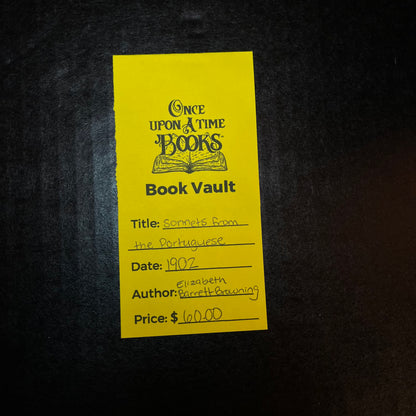 ONCE
UPON A TIME
BOOKS
Book Vault
Title: Sonnets from
the Portuguese
Date: 1902
Author: Elizabeth
Barrett Browning
Price: $ 60.00